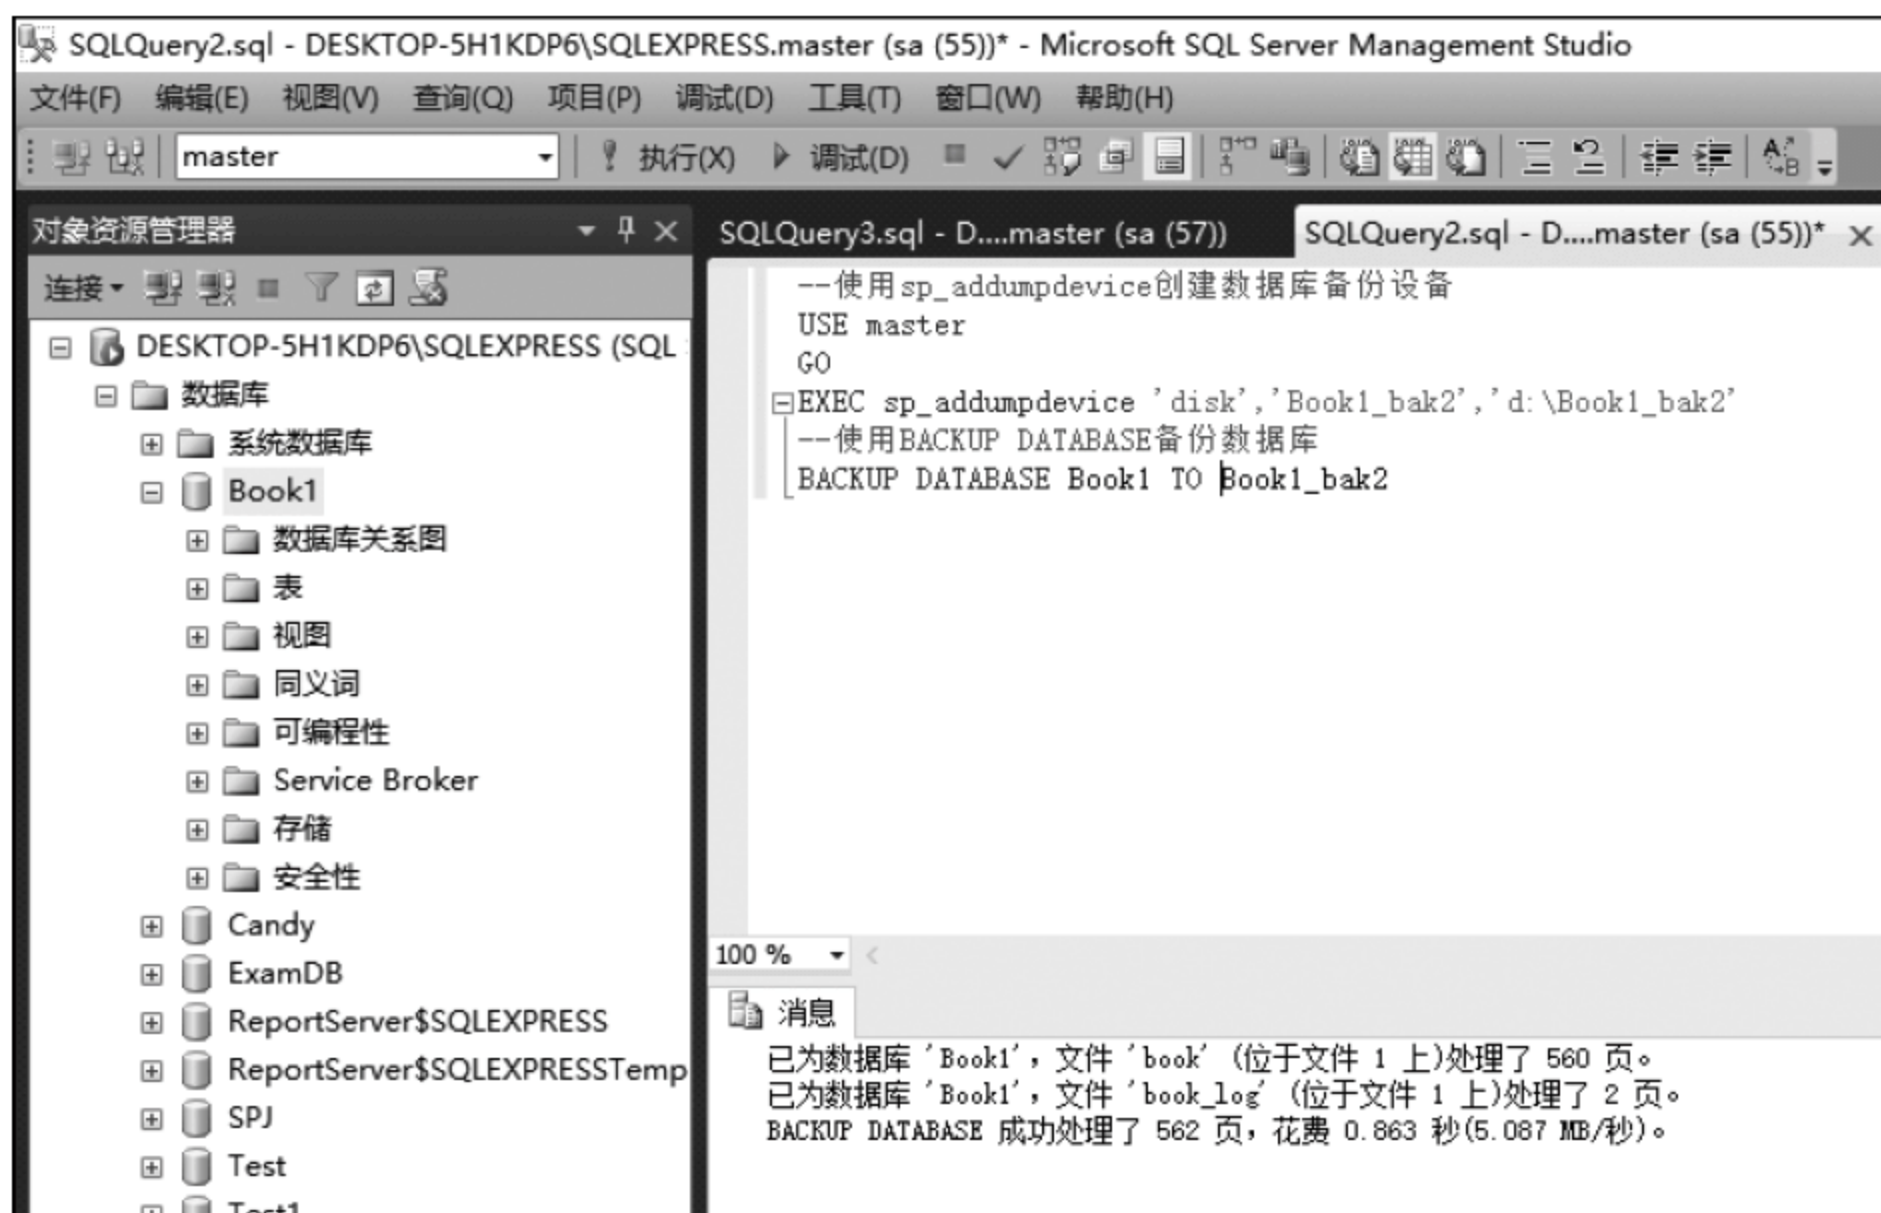 SQLQuery2.sql - DESKTOP-5H1KDP6\SQLEXPRESS.master (sa (55))* - Microsoft SQL Server Management Studio
文件(F) 编辑(E) 视图(V) 查询(Q) 项目(P) 调试(D) 工具(T) 窗口(W) 帮助(H)
master 执行(X) 调试(D)
对象资源管理器
连接
DESKTOP-5H1KDP6\SQLEXPRESS (SQL
数据库
系统数据库
Book1
数据库关系图
表
视图
同义词
可编程性
Service Broker
存储
安全性
Candy
ExamDB
ReportServer$SQLEXPRESS
ReportServer$SQLEXPRESSTemp
SPJ
Test
Test1
SQLQuery3.sql - D....master (sa (57))
SQLQuery2.sql - D....master (sa (55))*
--使用sp_addumpdevice创建数据库备份设备
USE master
GO
EXEC sp_addumpdevice 'disk','Book1_bak2','d:\Book1_bak2'
--使用BACKUP DATABASE备份数据库
BACKUP DATABASE Book1 TO Book1_bak2
100 %
消息
已为数据库 'Book1'，文件 'book' (位于文件 1 上)处理了 560 页。
已为数据库 'Book1'，文件 'book_log' (位于文件 1 上)处理了 2 页。
BACKUP DATABASE 成功处理了 562 页，花费 0.863 秒(5.087 MB/秒)。